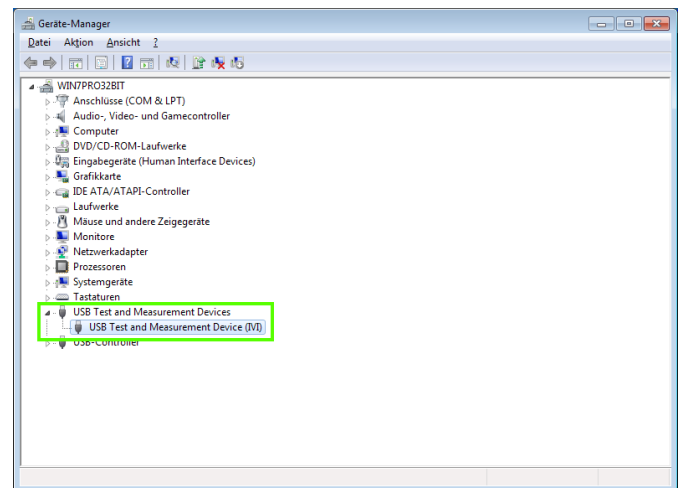 Geräte-Manager
Datei Aktion Ansicht ?
WIN7PRO32BIT
Anschlüsse (COM & LPT)
Audio-, Video- und Gamecontroller
Computer
DVD/CD-ROM-Laufwerke
Eingabegeräte (Human Interface Devices)
Grafikkarte
IDE ATA/ATAPI-Controller
Laufwerke
Mäuse und andere Zeigegeräte
Monitore
Netzwerkadapter
Prozessoren
Systemgeräte
Tastaturen
USB Test and Measurement Devices
USB Test and Measurement Device (IVI)
USB-Controller